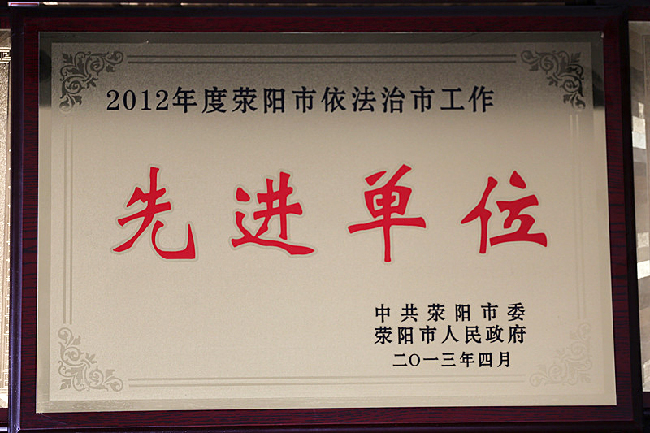 2012年度荥阳市依法治市工作
先进单位
中共荥阳市委
荥阳市人民政府
二〇一三年四月